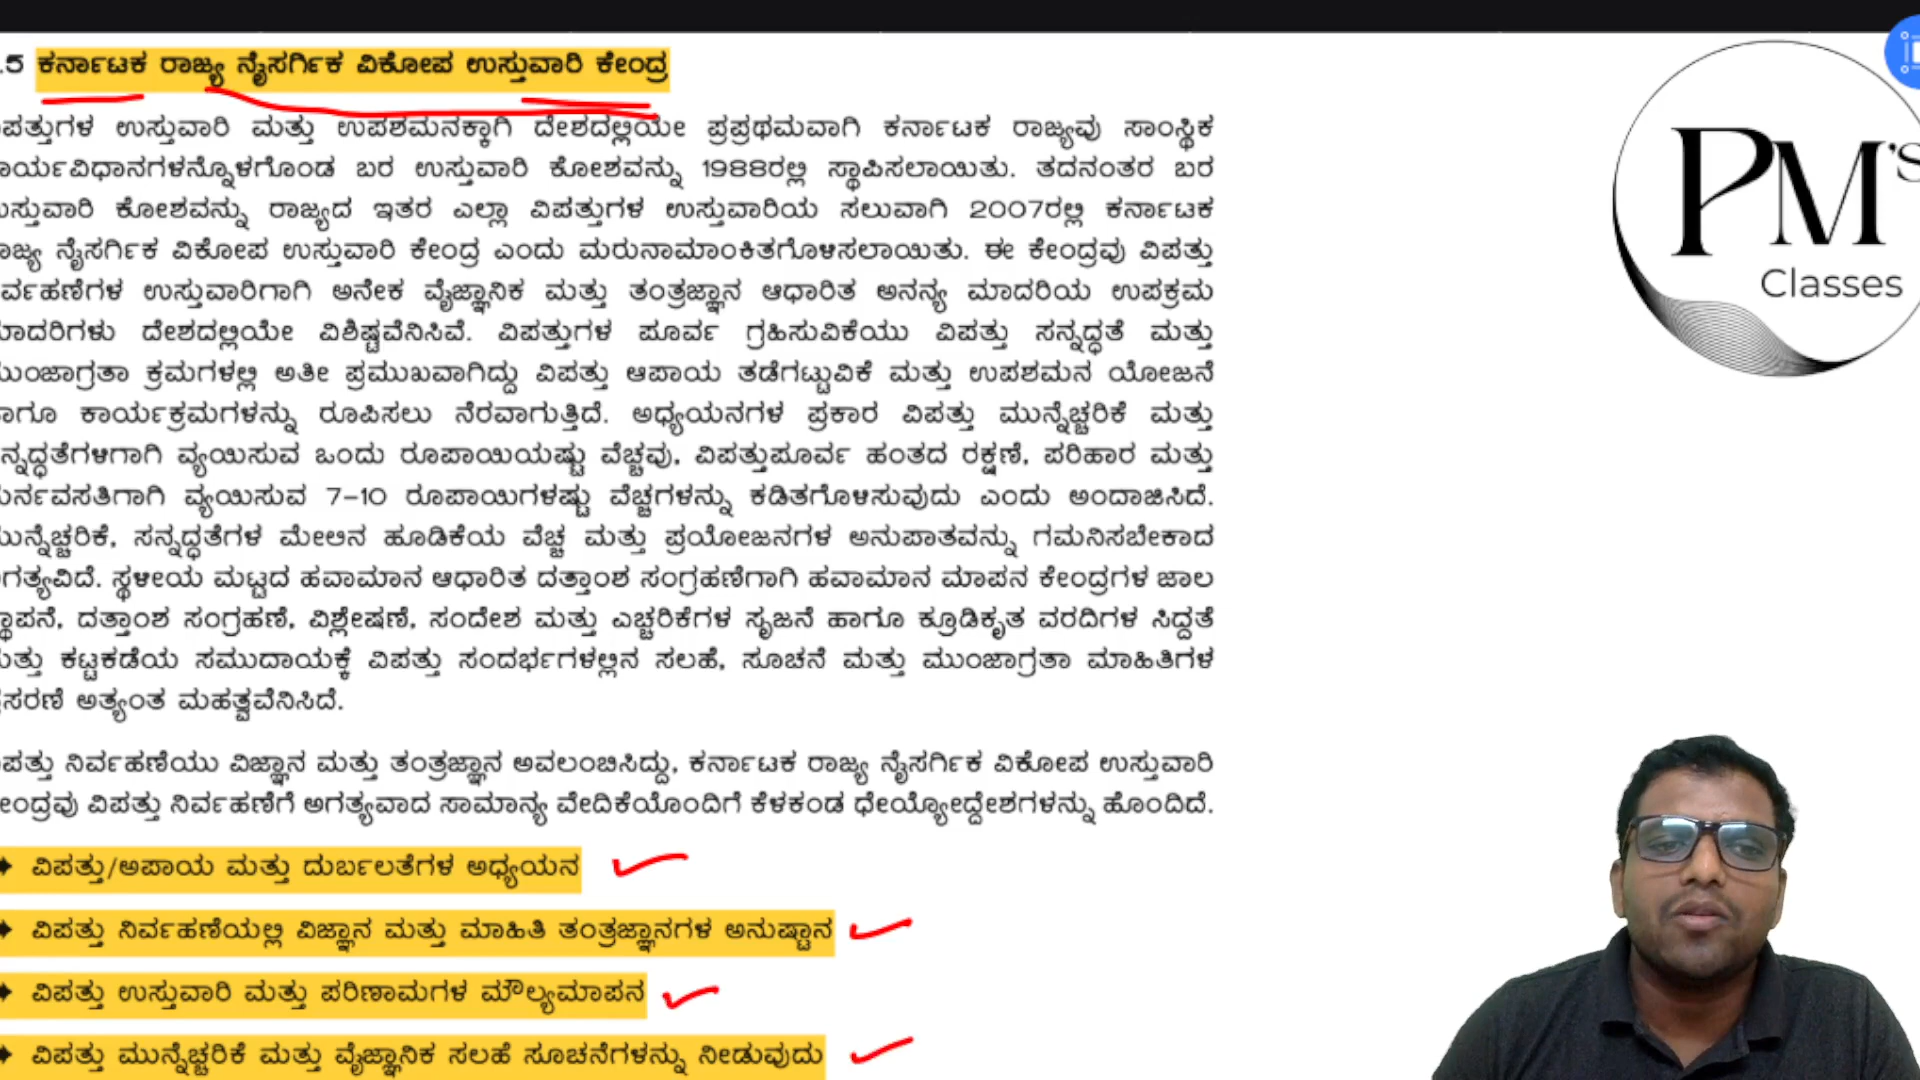 .5 ಕರ್ನಾಟಕ ರಾಜ್ಯ ನೈಸರ್ಗಿಕ ವಿಕೋಪ ಉಸ್ತುವಾರಿ ಕೇಂದ್ರ
ಪತ್ತುಗಳ ಉಸ್ತುವಾರಿ ಮತ್ತು ಉಪಶಮನಕ್ಕಾಗಿ ದೇಶದಲ್ಲಿಯೇ ಪ್ರಪ್ರಥಮವಾಗಿ ಕರ್ನಾಟಕ ರಾಜ್ಯವು ಸಾಂಸ್ಥಿಕ
ಾರ್ಯವಿಧಾನಗಳನ್ನೊಳಗೊಂಡ ಬರ ಉಸ್ತುವಾರಿ ಕೋಶವನ್ನು 1988ರಲ್ಲಿ ಸ್ಥಾಪಿಸಲಾಯಿತು. ತದನಂತರ ಬರ
ಸ್ತುವಾರಿ ಕೋಶವನ್ನು ರಾಜ್ಯದ ಇತರ ಎಲ್ಲಾ ವಿಪತ್ತುಗಳ ಉಸ್ತುವಾರಿಯ ಸಲುವಾಗಿ 2007ರಲ್ಲಿ ಕರ್ನಾಟಕ
ಾಜ್ಯ ನೈಸರ್ಗಿಕ ವಿಕೋಪ ಉಸ್ತುವಾರಿ ಕೇಂದ್ರ ಎಂದು ಮರುನಾಮಾಂಕಿತಗೊಳಿಸಲಾಯಿತು. ಈ ಕೇಂದ್ರವು ವಿಪತ್ತು
ರ್ವಹಣೆಗಳ ಉಸ್ತುವಾರಿಗಾಗಿ ಅನೇಕ ವೈಜ್ಞಾನಿಕ ಮತ್ತು ತಂತ್ರಜ್ಞಾನ ಆಧಾರಿತ ಅನನ್ಯ ಮಾದರಿಯ ಉಪಕ್ರಮ
ಾದರಿಗಳು ದೇಶದಲ್ಲಿಯೇ ವಿಶಿಷ್ಟವೆನಿಸಿವೆ. ವಿಪತ್ತುಗಳ ಪೂರ್ವ ಗ್ರಹಿಸುವಿಕೆಯು ವಿಪತ್ತು ಸನ್ನದ್ಧತೆ ಮತ್ತು
ುಂಜಾಗ್ರತಾ ಕ್ರಮಗಳಲ್ಲಿ ಅತೀ ಪ್ರಮುಖವಾಗಿದ್ದು ವಿಪತ್ತು ಆಪಾಯ ತಡೆಗಟ್ಟುವಿಕೆ ಮತ್ತು ಉಪಶಮನ ಯೋಜನೆ
ಾಗೂ ಕಾರ್ಯಕ್ರಮಗಳನ್ನು ರೂಪಿಸಲು ನೆರವಾಗುತ್ತಿದೆ. ಅಧ್ಯಯನಗಳ ಪ್ರಕಾರ ವಿಪತ್ತು ಮುನ್ನೆಚ್ಚರಿಕೆ ಮತ್ತು
ನ್ನದ್ಧತೆಗಳಿಗಾಗಿ ವ್ಯಯಿಸುವ ಒಂದು ರೂಪಾಯಿಯಷ್ಟು ವೆಚ್ಚವು, ವಿಪತ್ತುಪೂರ್ವ ಹಂತದ ರಕ್ಷಣೆ, ಪರಿಹಾರ ಮತ್ತು
ುರ್ನವಸತಿಗಾಗಿ ವ್ಯಯಿಸುವ 7-10 ರೂಪಾಯಿಗಳಷ್ಟು ವೆಚ್ಚಗಳನ್ನು ಕಡಿತಗೊಳಿಸುವುದು ಎಂದು ಅಂದಾಜಿಸಿದೆ.
ುನ್ನೆಚ್ಚರಿಕೆ, ಸನ್ನದ್ಧತೆಗಳ ಮೇಲಿನ ಹೂಡಿಕೆಯ ವೆಚ್ಚ ಮತ್ತು ಪ್ರಯೋಜನಗಳ ಅನುಪಾತವನ್ನು ಗಮನಿಸಬೇಕಾದ
ಗತ್ಯವಿದೆ. ಸ್ಥಳೀಯ ಮಟ್ಟದ ಹವಾಮಾನ ಆಧಾರಿತ ದತ್ತಾಂಶ ಸಂಗ್ರಹಣೆಗಾಗಿ ಹವಾಮಾನ ಮಾಪನ ಕೇಂದ್ರಗಳ ಜಾಲ
ಸ್ಥಾಪನೆ, ದತ್ತಾಂಶ ಸಂಗ್ರಹಣೆ, ವಿಶ್ಲೇಷಣೆ, ಸಂದೇಶ ಮತ್ತು ಎಚ್ಚರಿಕೆಗಳ ಸೃಜನೆ ಹಾಗೂ ಕ್ರೂಡಿಕೃತ ವರದಿಗಳ ಸಿದ್ದತೆ
ುತ್ತು ಕಟ್ಟಕಡೆಯ ಸಮುದಾಯಕ್ಕೆ ವಿಪತ್ತು ಸಂದರ್ಭಗಳಲ್ಲಿನ ಸಲಹೆ, ಸೂಚನೆ ಮತ್ತು ಮುಂಜಾಗ್ರತಾ ಮಾಹಿತಿಗಳ
ಸರಣೆ ಅತ್ಯಂತ ಮಹತ್ವವೆನಿಸಿದೆ.
ಪತ್ತು ನಿರ್ವಹಣೆಯು ವಿಜ್ಞಾನ ಮತ್ತು ತಂತ್ರಜ್ಞಾನ ಅವಲಂಬಿಸಿದ್ದು, ಕರ್ನಾಟಕ ರಾಜ್ಯ ನೈಸರ್ಗಿಕ ವಿಕೋಪ ಉಸ್ತುವಾರಿ
ೇಂದ್ರವು ವಿಪತ್ತು ನಿರ್ವಹಣೆಗೆ ಅಗತ್ಯವಾದ ಸಾಮಾನ್ಯ ವೇದಿಕೆಯೊಂದಿಗೆ ಕೆಳಕಂಡ ಧೇಯ್ಯೋದ್ದೇಶಗಳನ್ನು ಹೊಂದಿದೆ.
ವಿಪತ್ತು/ಅಪಾಯ ಮತ್ತು ದುರ್ಬಲತೆಗಳ ಅಧ್ಯಯನ
ವಿಪತ್ತು ನಿರ್ವಹಣೆಯಲ್ಲಿ ವಿಜ್ಞಾನ ಮತ್ತು ಮಾಹಿತಿ ತಂತ್ರಜ್ಞಾನಗಳ ಅನುಷ್ಟಾನ
ವಿಪತ್ತು ಉಸ್ತುವಾರಿ ಮತ್ತು ಪರಿಣಾಮಗಳ ಮೌಲ್ಯಮಾಪನ
ವಿಪತ್ತು ಮುನ್ನೆಚ್ಚರಿಕೆ ಮತ್ತು ವೈಜ್ಞಾನಿಕ ಸಲಹೆ ಸೂಚನೆಗಳನ್ನು ನೀಡುವುದು
PM's
Classes